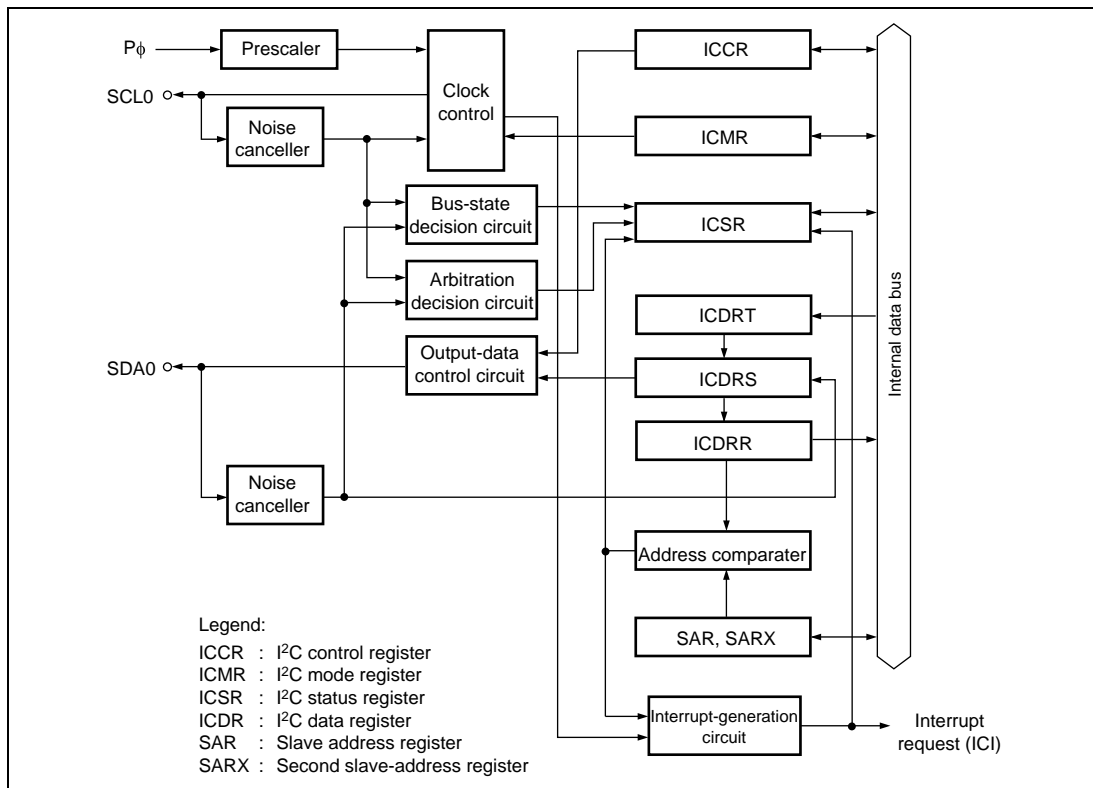 Pϕ
Prescaler
SCL0
Noise
canceller
Clock
control
ICCR
ICMR
Bus-state
decision circuit
ICSR
Arbitration
decision circuit
ICDRT
SDA0
Output-data
control circuit
ICDRS
ICDRR
Noise
canceller
Address comparater
SAR, SARX
Internal data bus
Interrupt-generation
circuit
Interrupt
request (ICI)
Legend:
ICCR : I²C control register
ICMR : I²C mode register
ICSR : I²C status register
ICDR : I²C data register
SAR : Slave address register
SARX : Second slave-address register